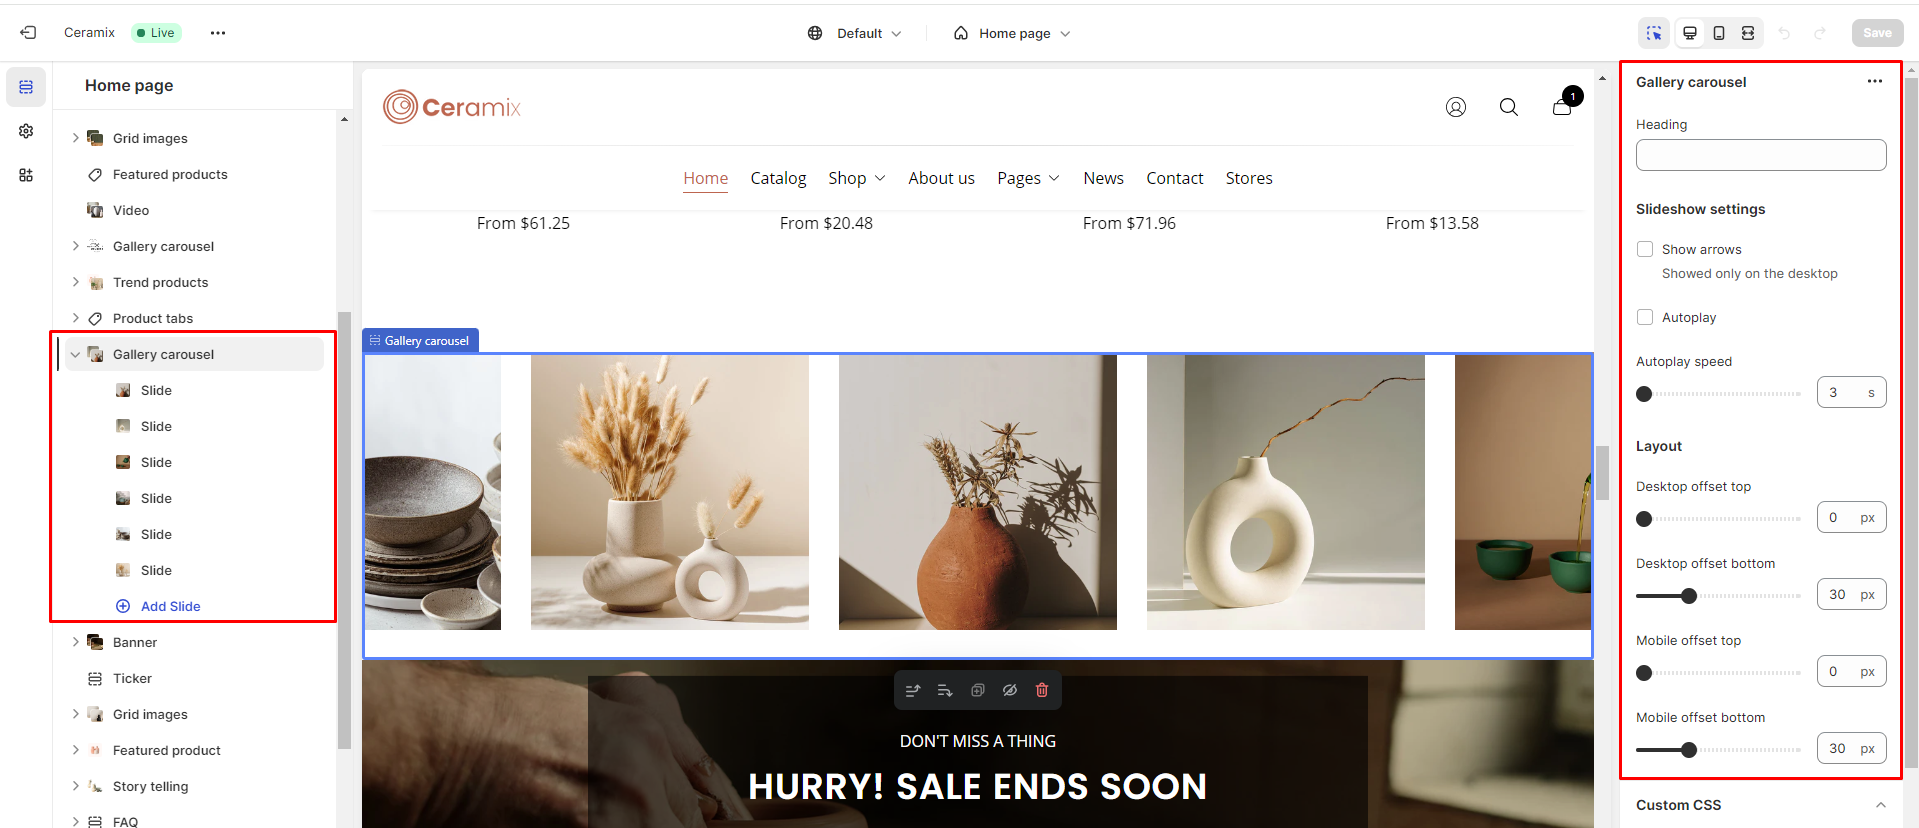 Ceramix
Live
Default
Home page
Save
Home page
Grid images
Featured products
Video
Gallery carousel
Trend products
Product tabs
Gallery carousel
Slide
Slide
Slide
Slide
Slide
Slide
Add Slide
Banner
Ticker
Grid images
Featured product
Story telling
FAQ
Ceramix
1
Home Catalog Shop About us Pages News Contact Stores
From $61.25 From $20.48 From $71.96 From $13.58
Gallery carousel
DON'T MISS A THING
HURRY! SALE ENDS SOON
Gallery carousel
Heading
Slideshow settings
Show arrows
Showed only on the desktop
Autoplay
Autoplay speed
3 s
Layout
Desktop offset top
0 px
Desktop offset bottom
30 px
Mobile offset top
0 px
Mobile offset bottom
30 px
Custom CSS